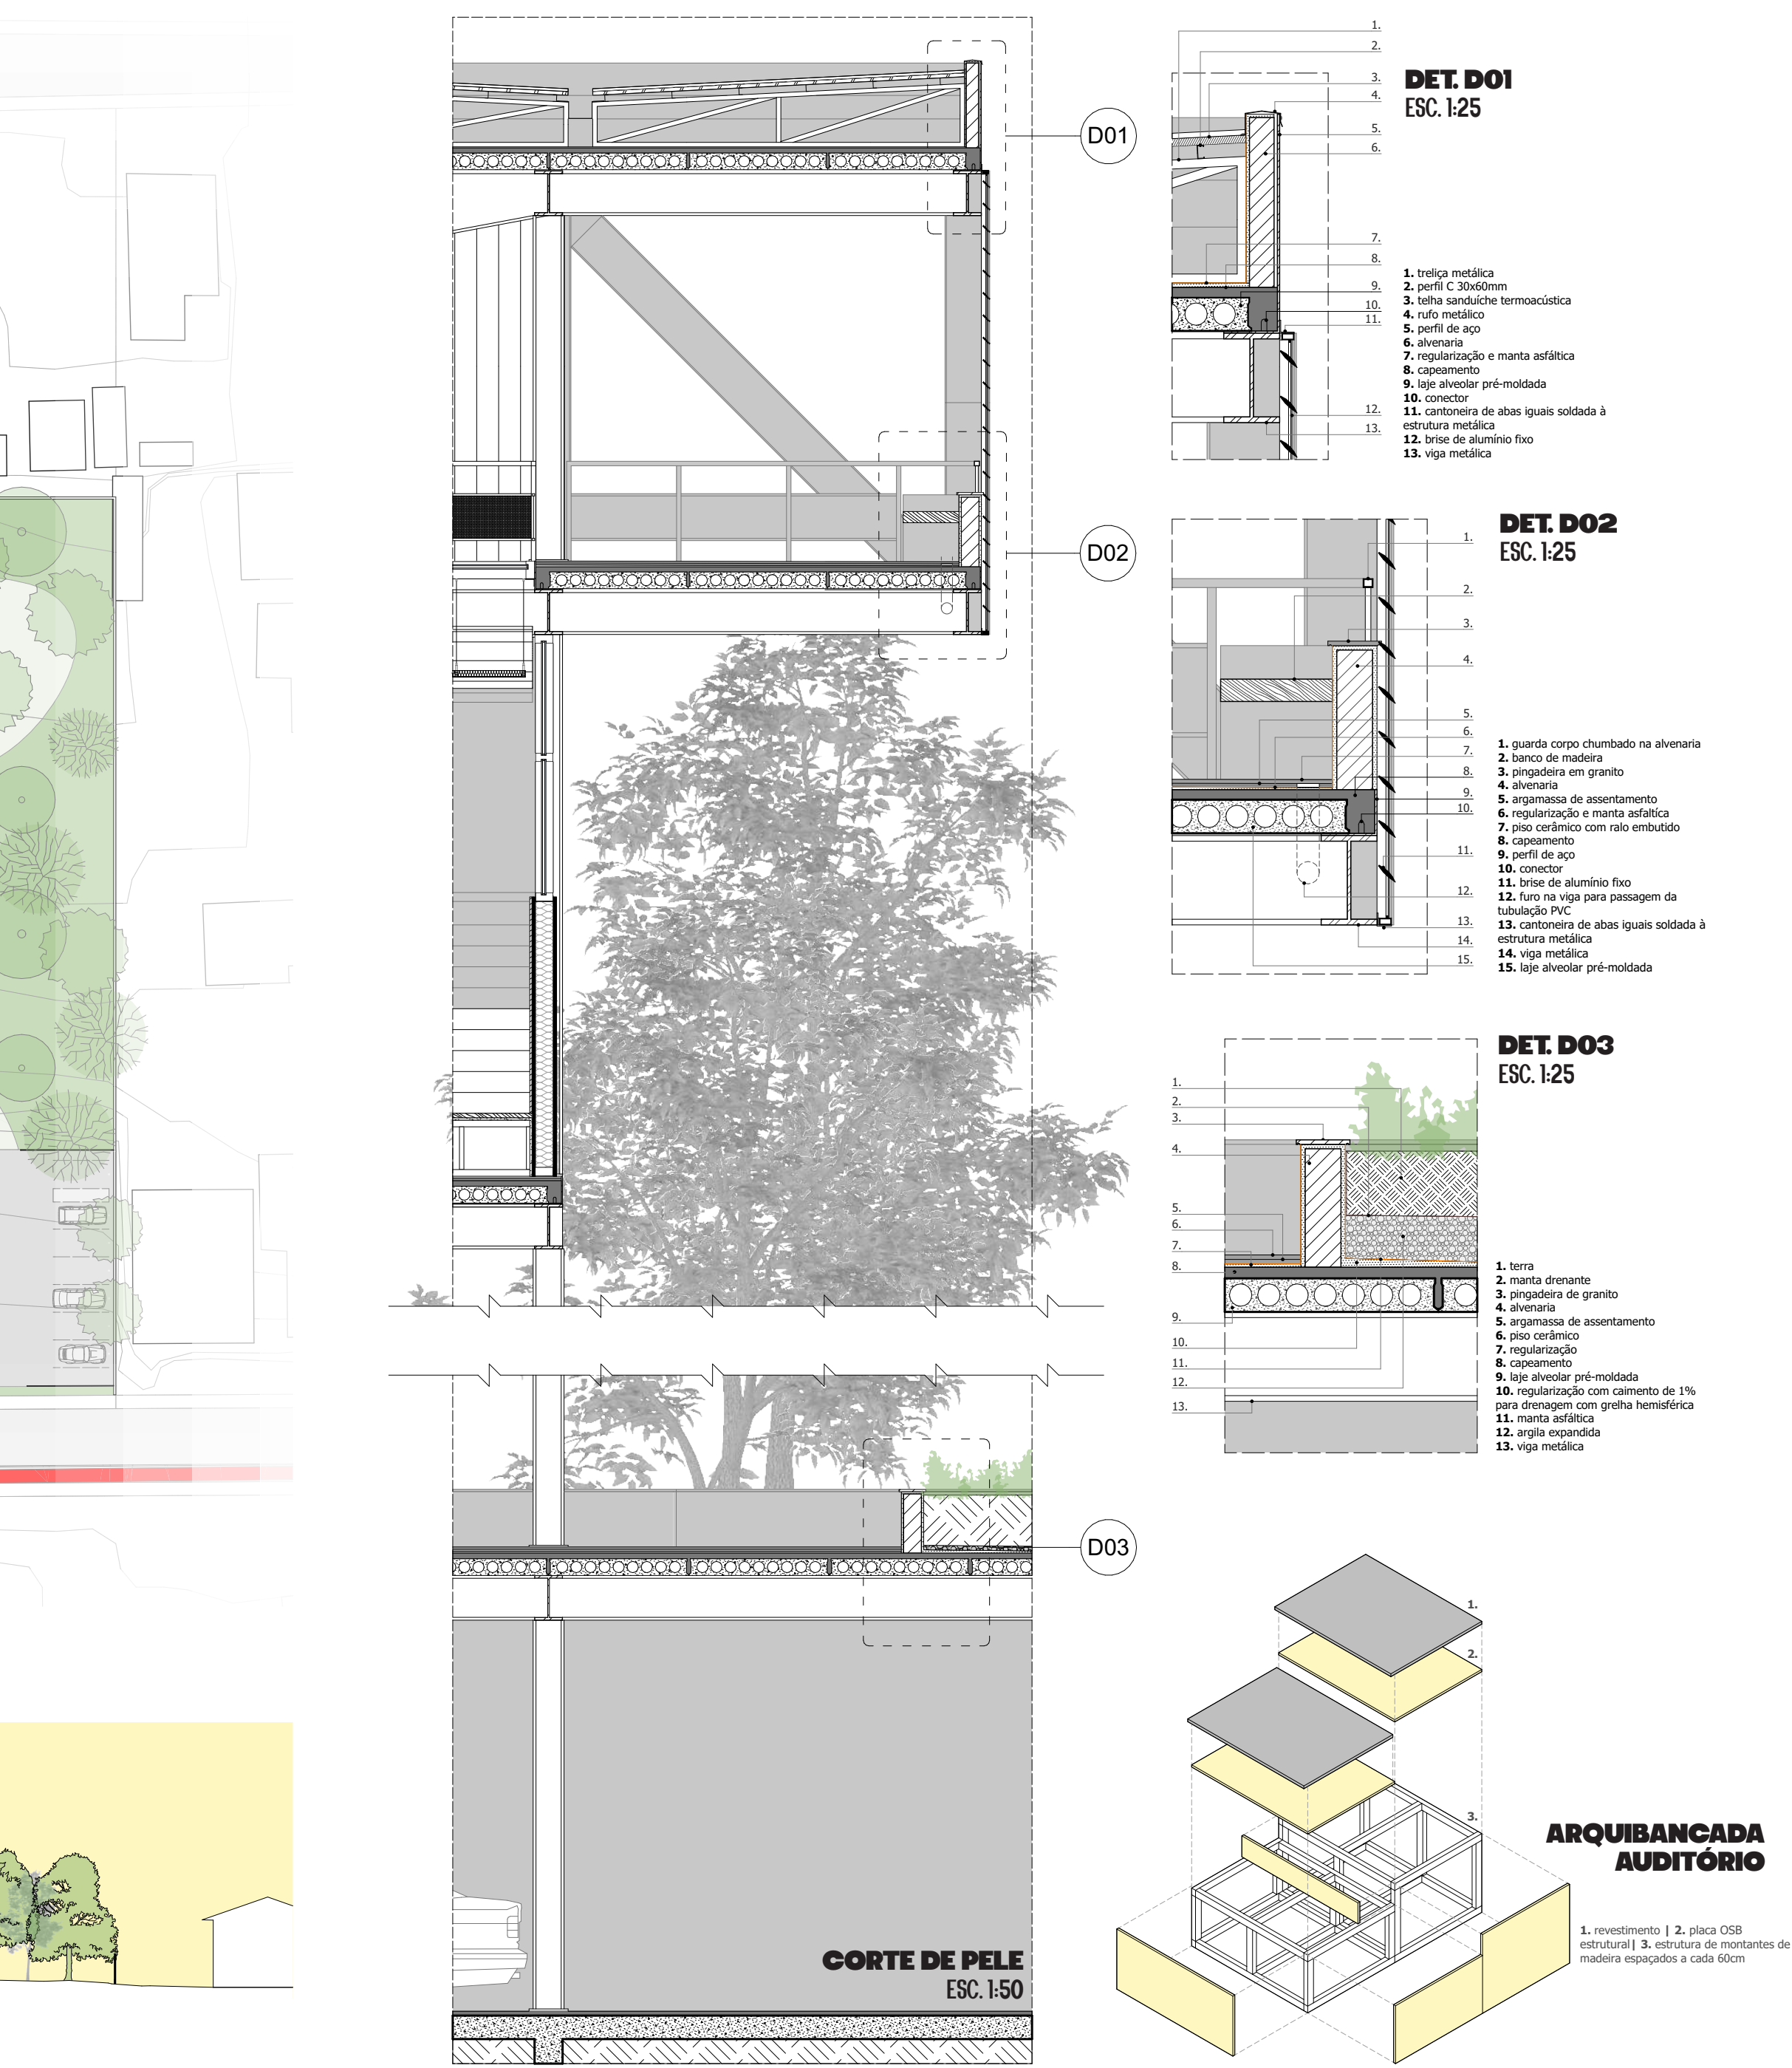 D01
D02
D03
CORTE DE PELE
ESC. 1:50
1.
2.
3.
4.
5.
6.
7.
8.
9.
10.
11.
12.
13.
DET. D01
ESC. 1:25
1. treliça metálica
2. perfil C 30x60mm
3. telha sanduíche termoacústica
4. rufo metálico
5. perfil de aço
6. alvenaria
7. regularização e manta asfáltica
8. capeamento
9. laje alveolar pré-moldada
10. conector
11. cantoneira de abas iguais soldada à
estrutura metálica
12. brise de alumínio fixo
13. viga metálica
1.
2.
3.
4.
5.
6.
7.
8.
9.
10.
11.
12.
13.
14.
15.
DET. D02
ESC. 1:25
1. guarda corpo chumbado na alvenaria
2. banco de madeira
3. pingadeira em granito
4. alvenaria
5. argamassa de assentamento
6. regularização e manta asfaltíca
7. piso cerâmico com ralo embutido
8. capeamento
9. perfil de aço
10. conector
11. brise de alumínio fixo
12. furo na viga para passagem da
tubulação PVC
13. cantoneira de abas iguais soldada à
estrutura metálica
14. viga metálica
15. laje alveolar pré-moldada
1.
2.
3.
4.
5.
6.
7.
8.
9.
10.
11.
12.
13.
DET. D03
ESC. 1:25
1. terra
2. manta drenante
3. pingadeira de granito
4. alvenaria
5. argamassa de assentamento
6. piso cerâmico
7. regularização
8. capeamento
9. laje alveolar pré-moldada
10. regularização com caimento de 1%
para drenagem com grelha hemisférica
11. manta asfáltica
12. argila expandida
13. viga metálica
1.
2.
3.
ARQUIBANCADA
AUDITÓRIO
1. revestimento | 2. placa OSB
estrutural| 3. estrutura de montantes de
madeira espaçados a cada 60cm